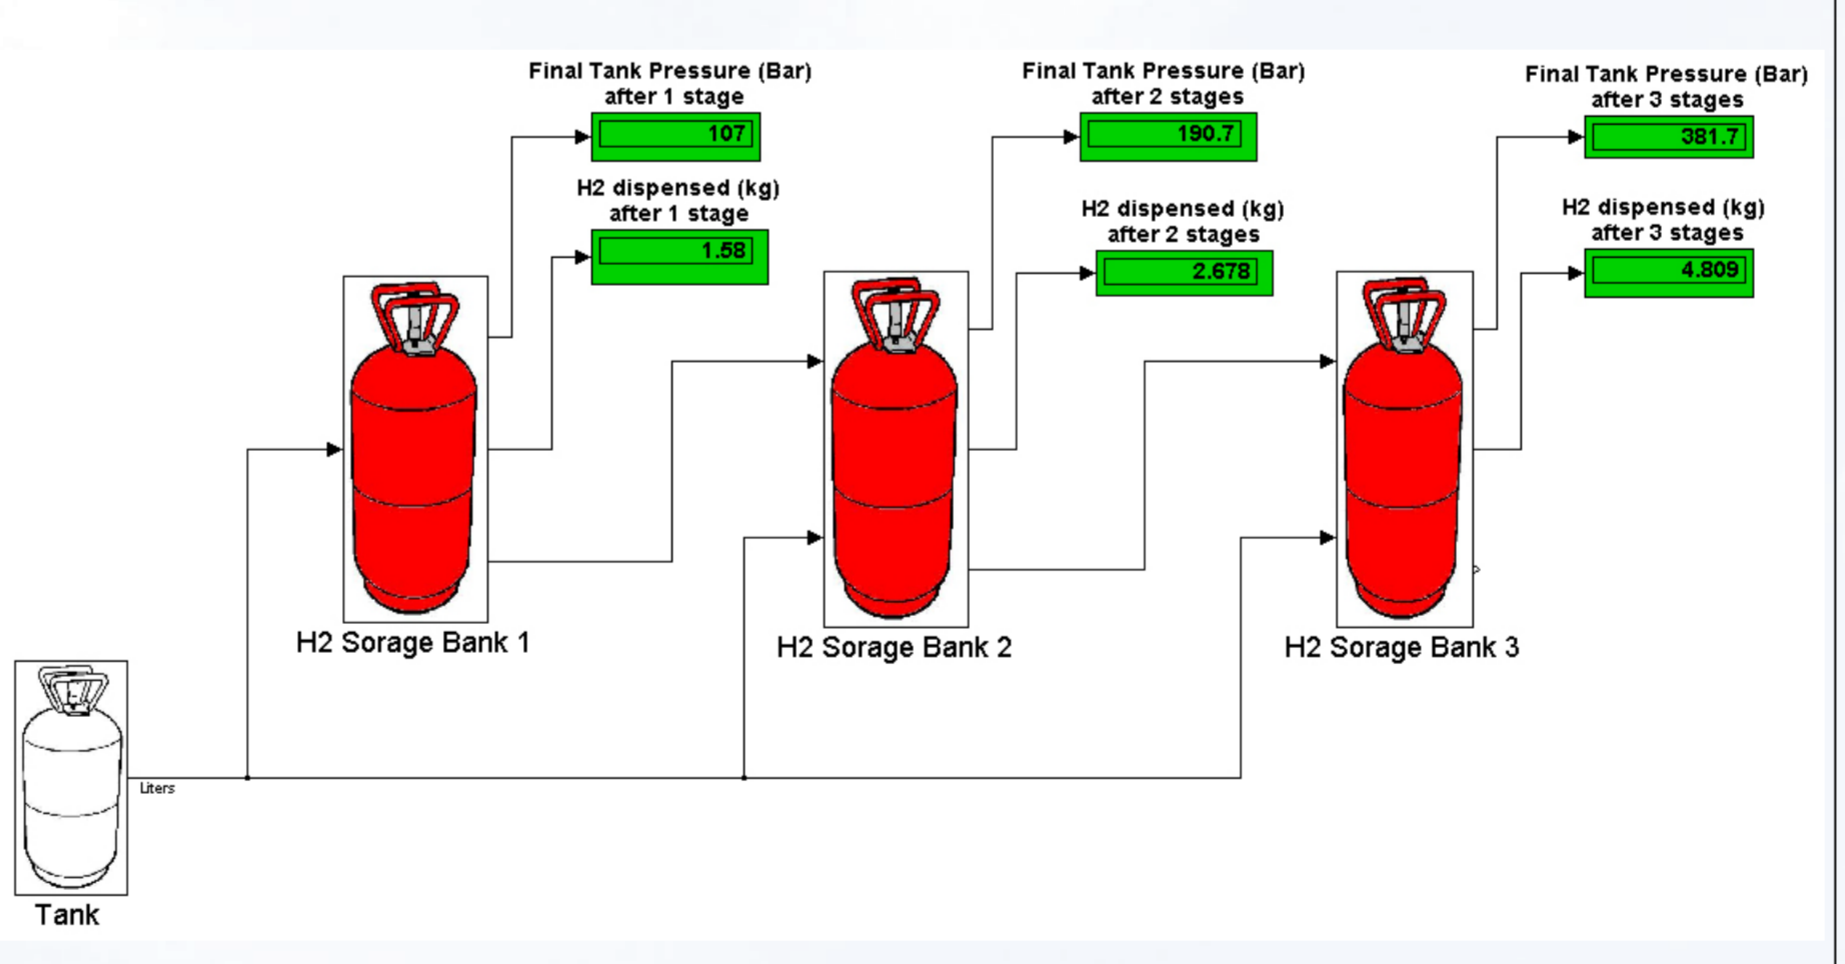 Final Tank Pressure (Bar)
after 1 stage
107
H2 dispensed (kg)
after 1 stage
1.58
Final Tank Pressure (Bar)
after 2 stages
190.7
H2 dispensed (kg)
after 2 stages
2.678
Final Tank Pressure (Bar)
after 3 stages
381.7
H2 dispensed (kg)
after 3 stages
4.809
H2 Sorage Bank 1
H2 Sorage Bank 2
H2 Sorage Bank 3
Liters
Tank